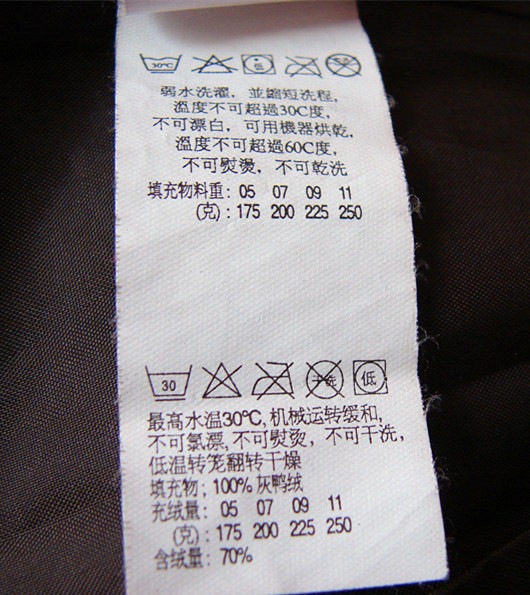 30°C 低
弱水洗濯，並縮短洗程，
溫度不可超過30C度，
不可漂白，可用機器烘乾，
溫度不可超過60C度，
不可熨燙，不可乾洗
填充物料重: 05 07 09 11
(克): 175 200 225 250
30 干洗 低
最高水温30℃,机械运转缓和,
不可氯漂,不可熨烫，不可干洗,
低温转笼翻转干燥
填充物; 100%灰鸭绒
充绒量: 05 07 09 11
(克): 175 200 225 250
含绒量: 70%